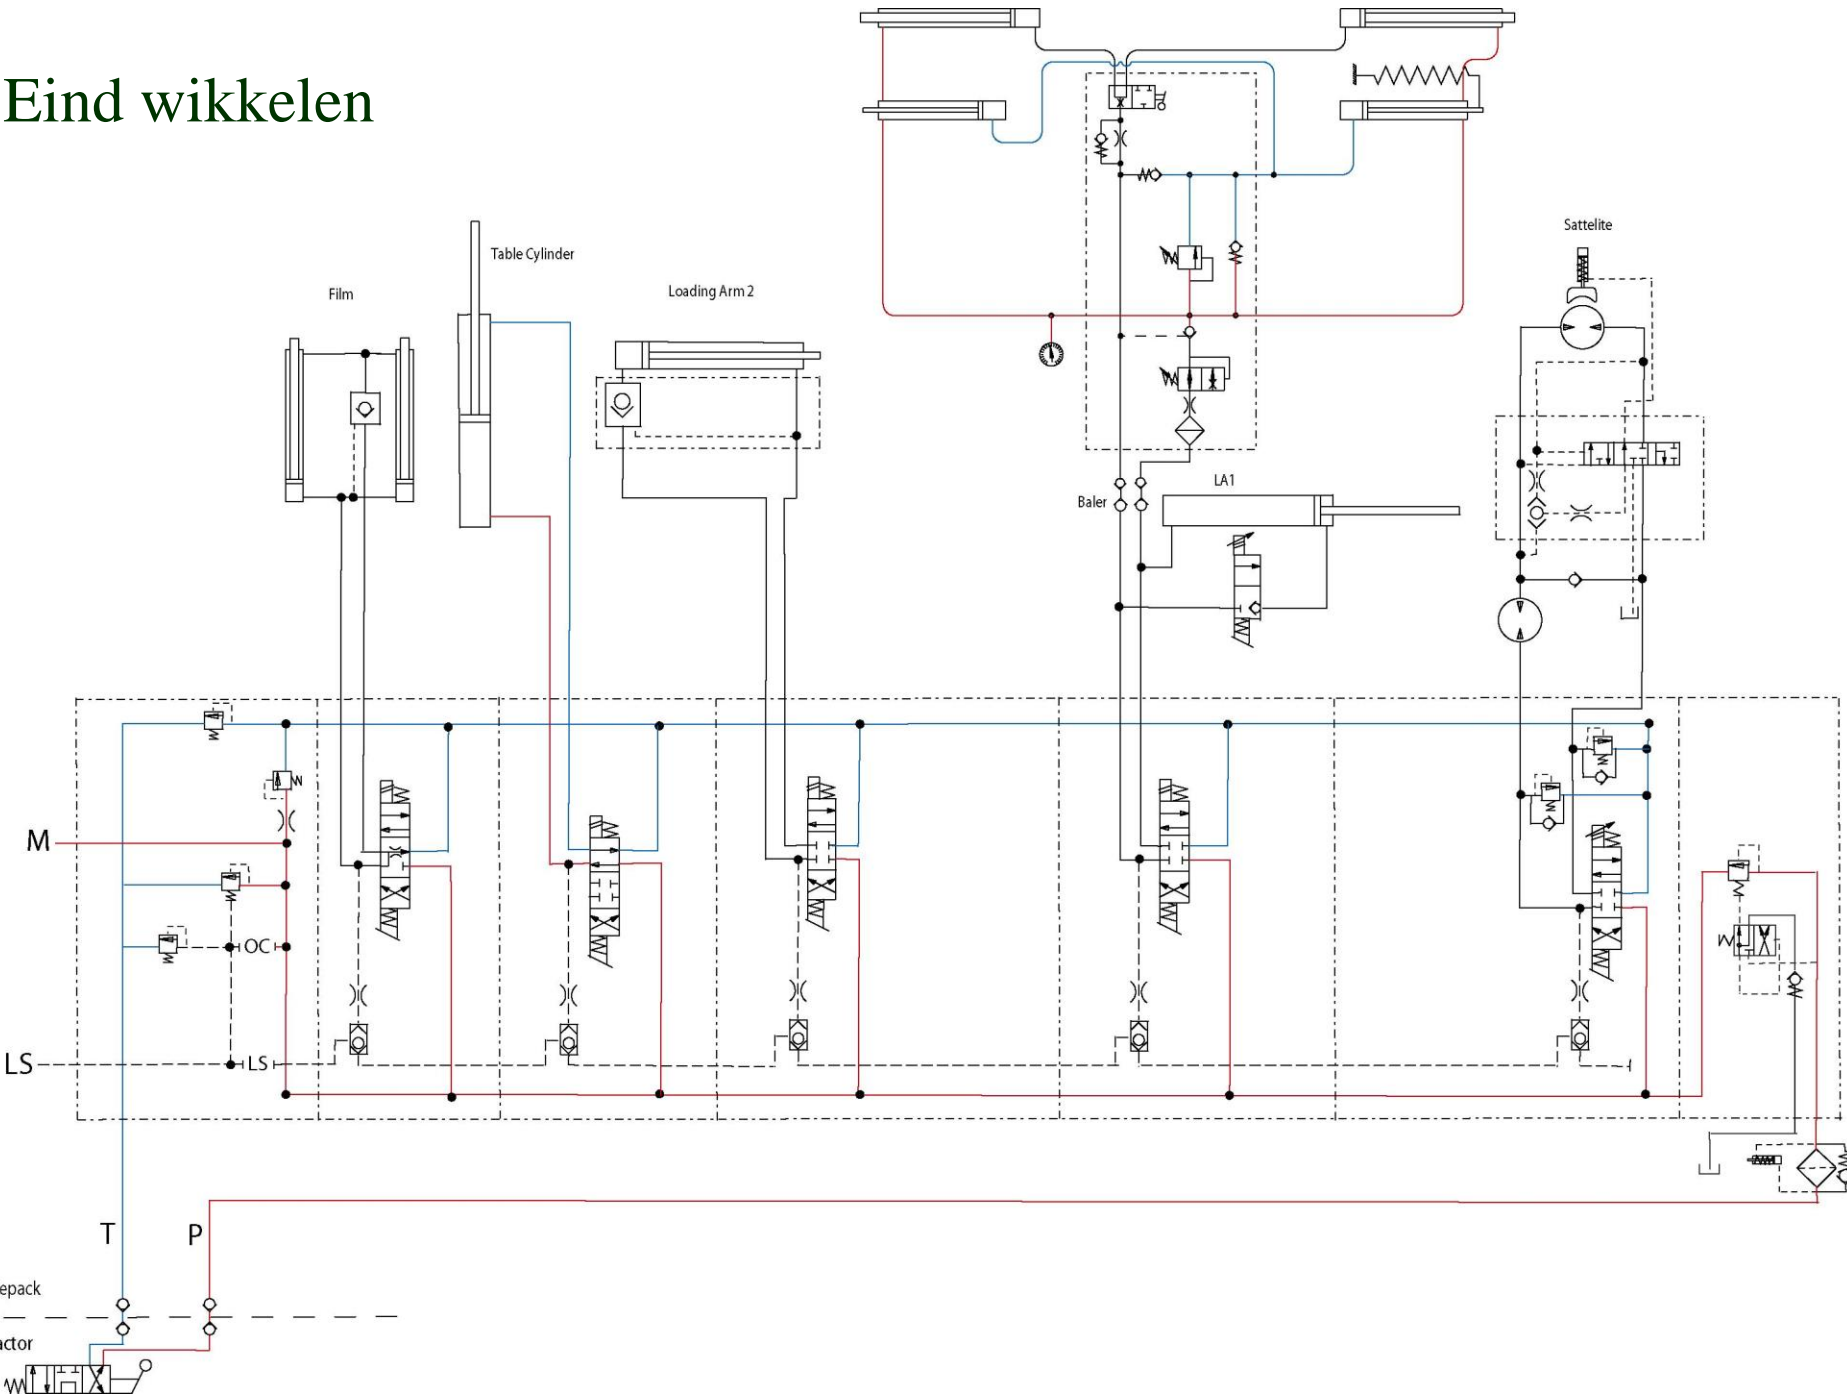 Eind wikkelen
Sattelite
Table Cylinder
Film
Loading Arm 2
LA1
Baler
M
OC
LS
LS
T
P
epack
actor